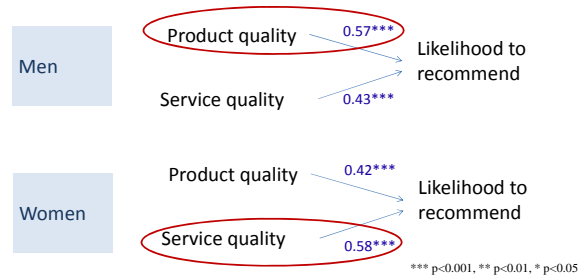 Product quality
0.57***
Men
Likelihood to
recommend
Service quality
0.43***
Product quality
0.42***
Women
Likelihood to
recommend
Service quality
0.58***
*** p<0.001, ** p<0.01, * p<0.05